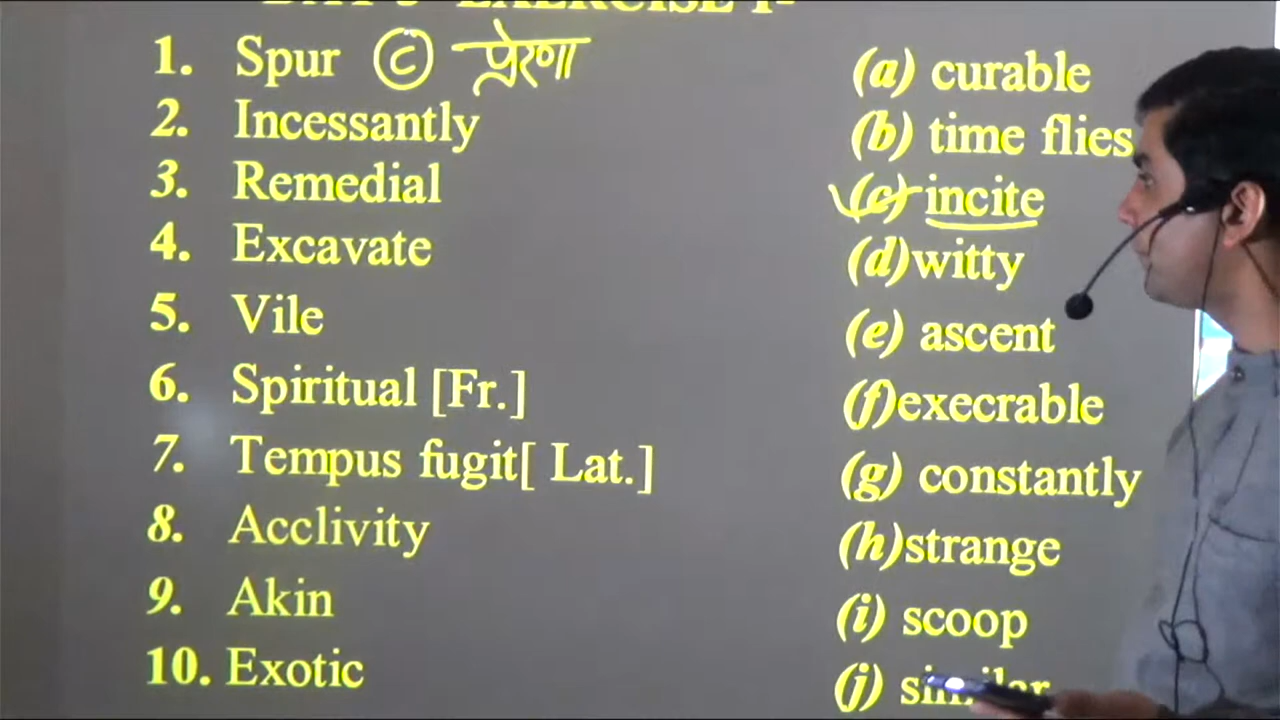 1. Spur (c) प्रेरणा (a) curable
2. Incessantly (b) time flies
3. Remedial (c) incite
4. Excavate (d) witty
5. Vile (e) ascent
6. Spiritual [Fr.] (f) execrable
7. Tempus fugit[ Lat.] (g) constantly
8. Acclivity (h) strange
9. Akin (i) scoop
10. Exotic (j) similar